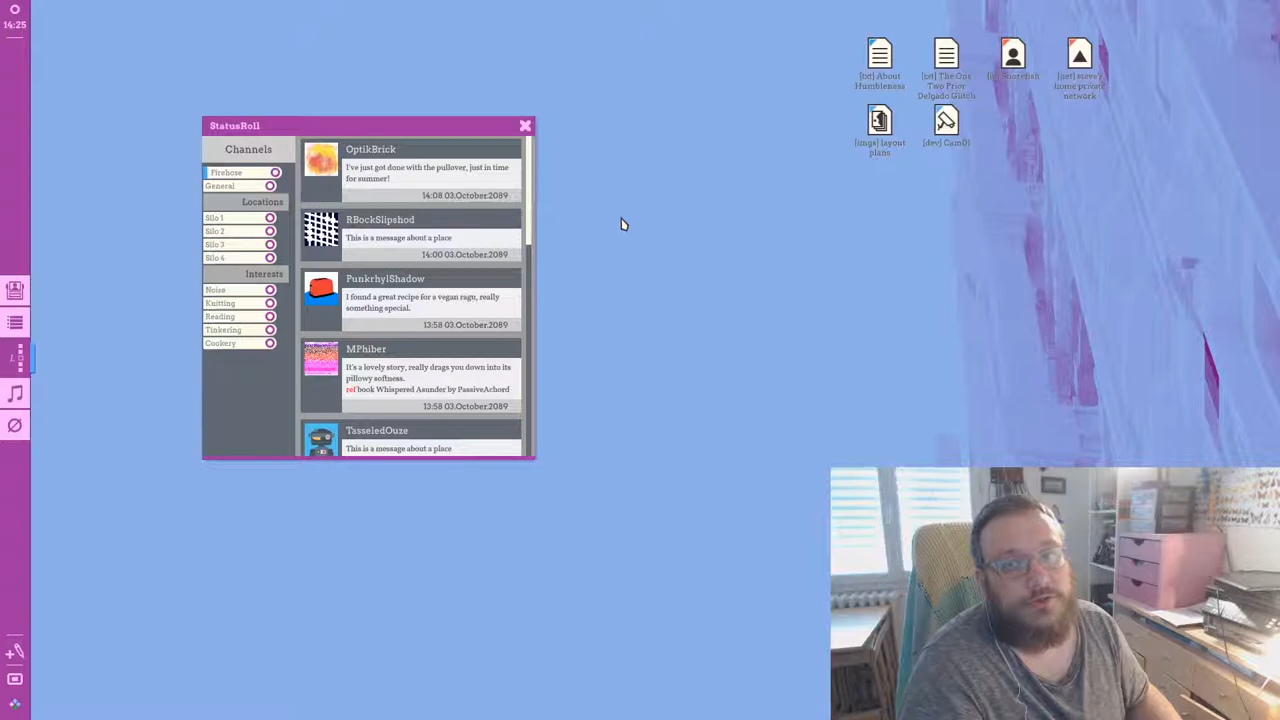 14:25
StatusRoll
Channels
Firehose
General
Locations
Silo 1
Silo 2
Silo 3
Silo 4
Interests
Noise
Knitting
Reading
Tinkering
Cookery
OptikBrick
I've just got done with the pullover, just in time
for summer!
14:08 03.October.2089
RBockSlipshod
This is a message about a place
14:00 03.October.2089
PunkrhylShadow
I found a great recipe for a vegan ragu, really
something special.
13:58 03.October.2089
MPhiber
It's a lovely story, really drags you down into its
pillowy softness.
ref book Whispered Asunder by PassiveAchord
13:58 03.October.2089
TasseledOuze
This is a message about a place
[txt] About
Humbleness
[txt] The Ons
Two Prior
Delgado Glitch
Snorefish
[net] steve's
home private
network
[imgs] layout
plans
[dev] Cam01
L